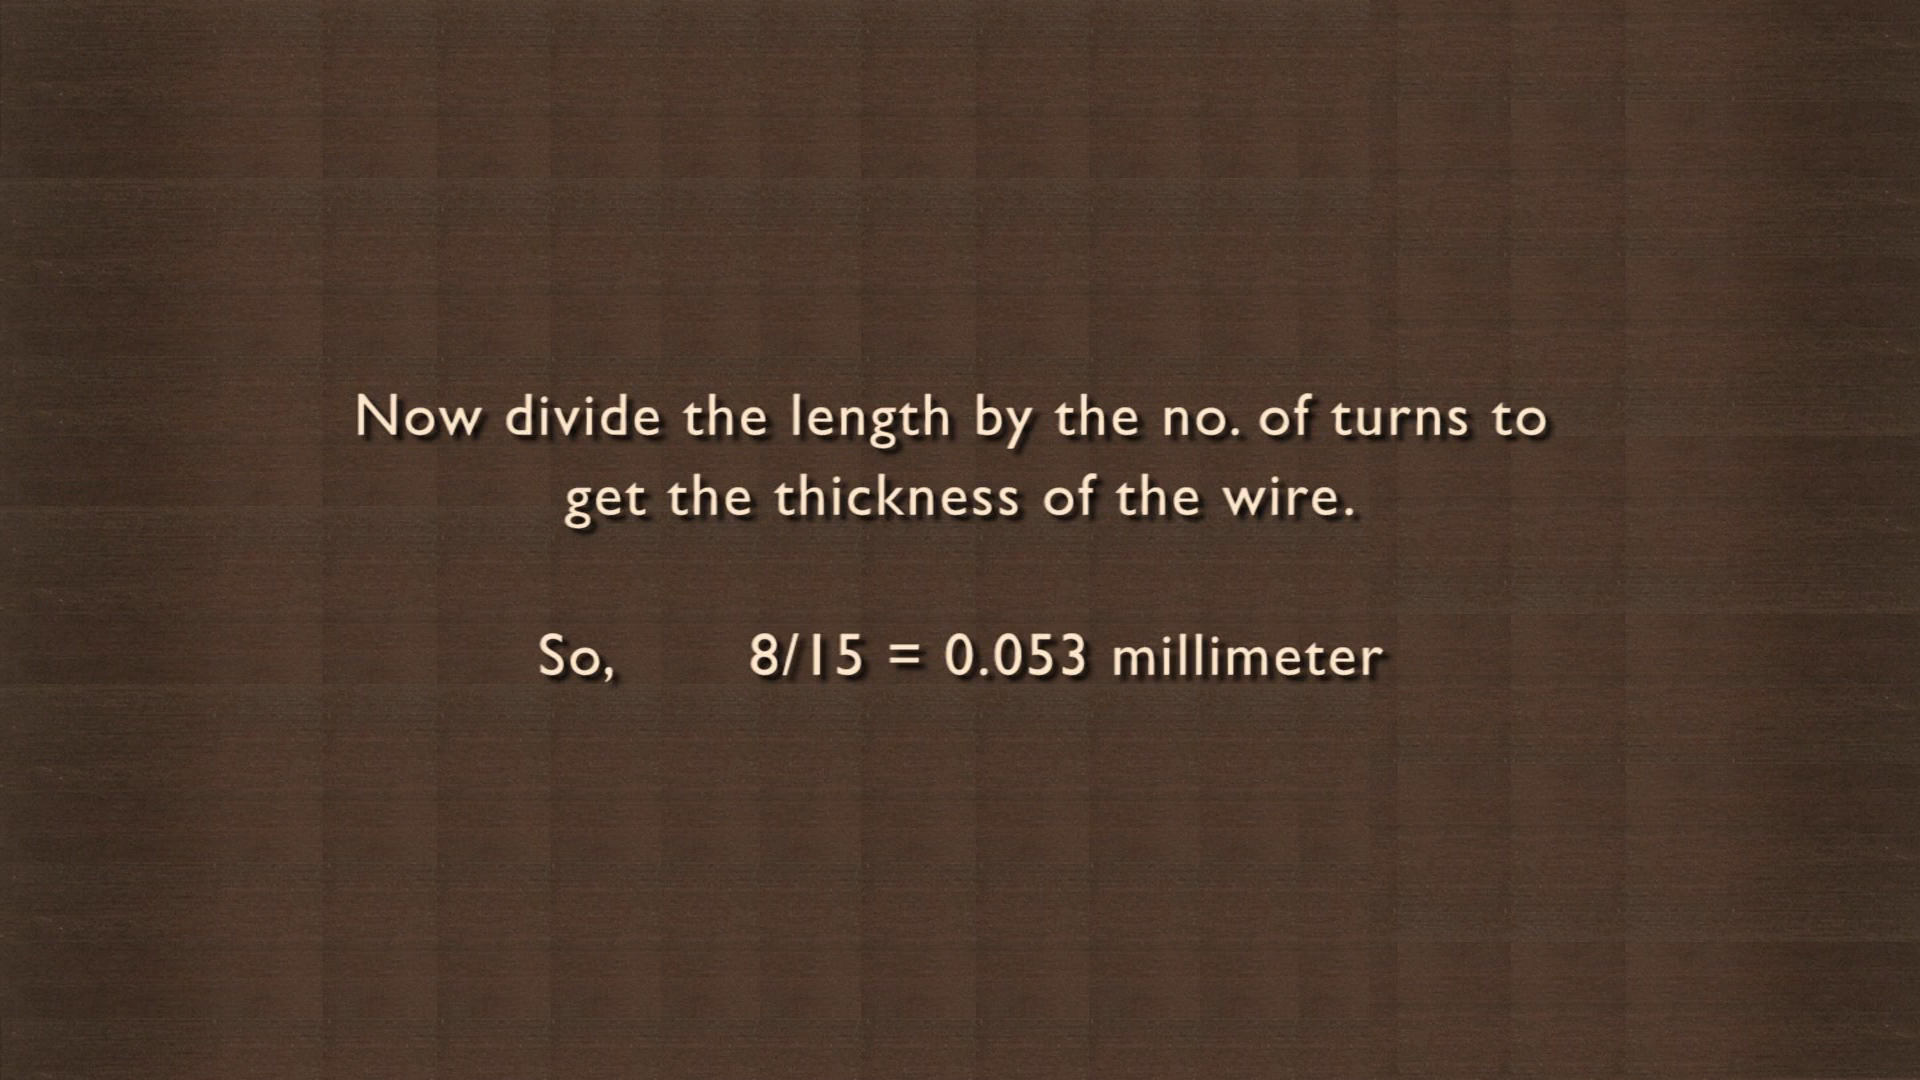 Now divide the length by the no. of turns to
get the thickness of the wire.
So, 8/15 = 0.053 millimeter